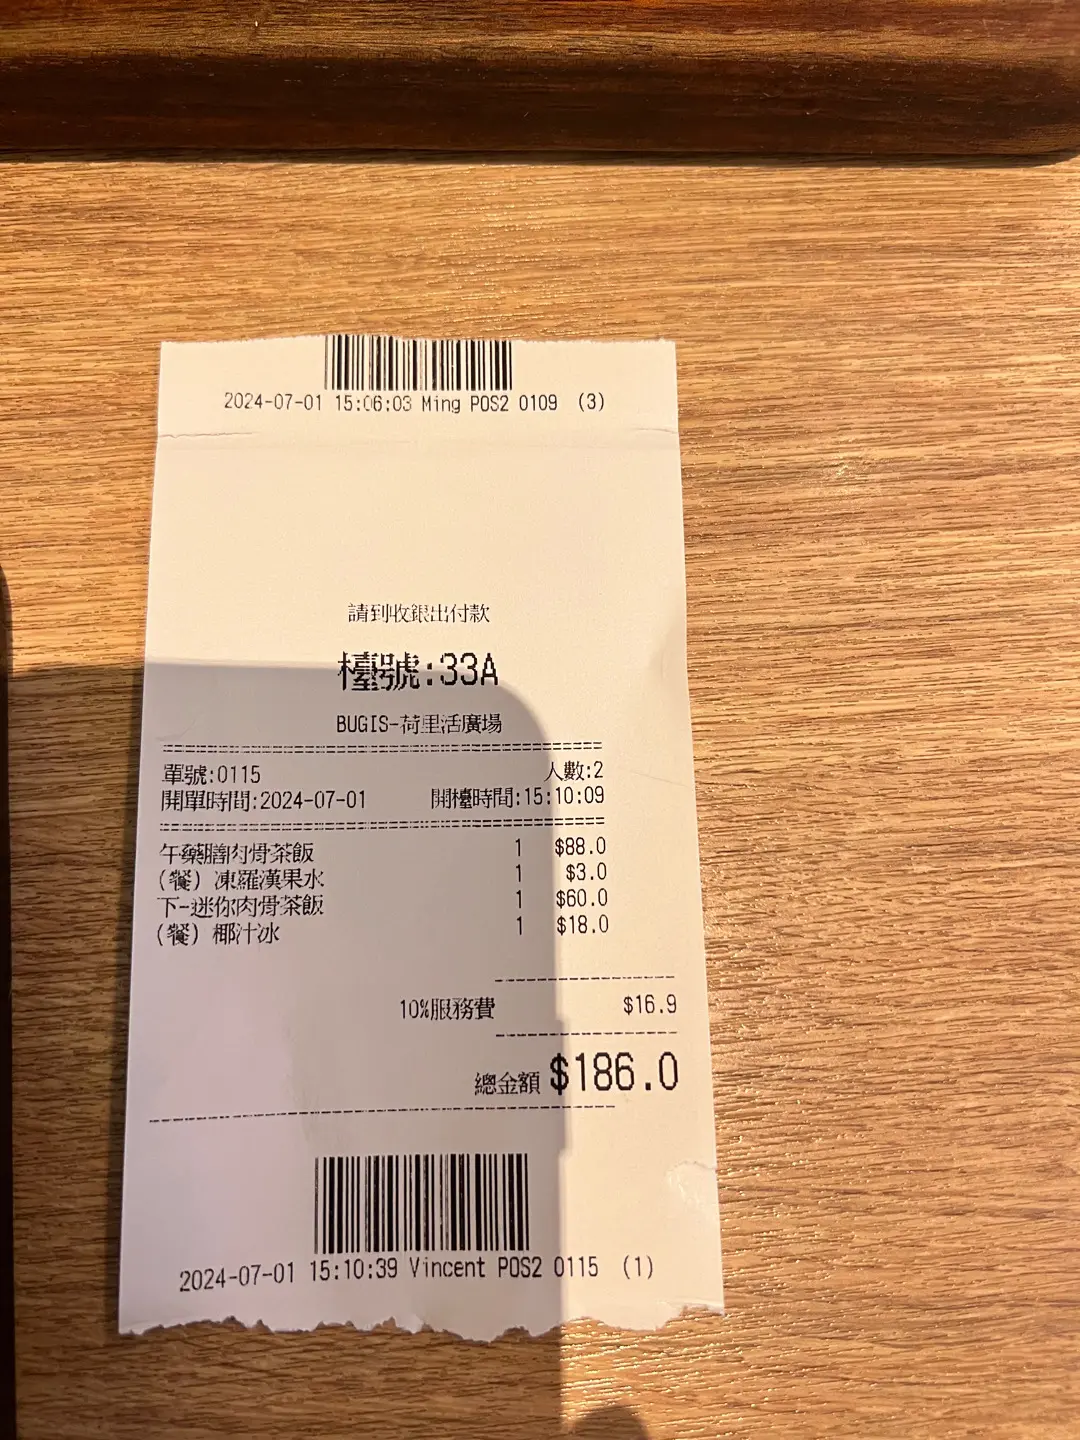 2024-07-01 15:06:03 Ming POS2 0109 (3)
請到收銀出付款
檯號:33A
BUGIS-荷里活廣場
單號:0115 人數:2
開單時間:2024-07-01 開檯時間:15:10:09
午藥膳肉骨茶飯 1 $88.0
(餐) 凍羅漢果水 1 $3.0
下-迷你肉骨茶飯 1 $60.0
(餐) 椰汁冰 1 $18.0
10%服務費 $16.9
總金額 $186.0
2024-07-01 15:10:39 Vincent POS2 0115 (1)